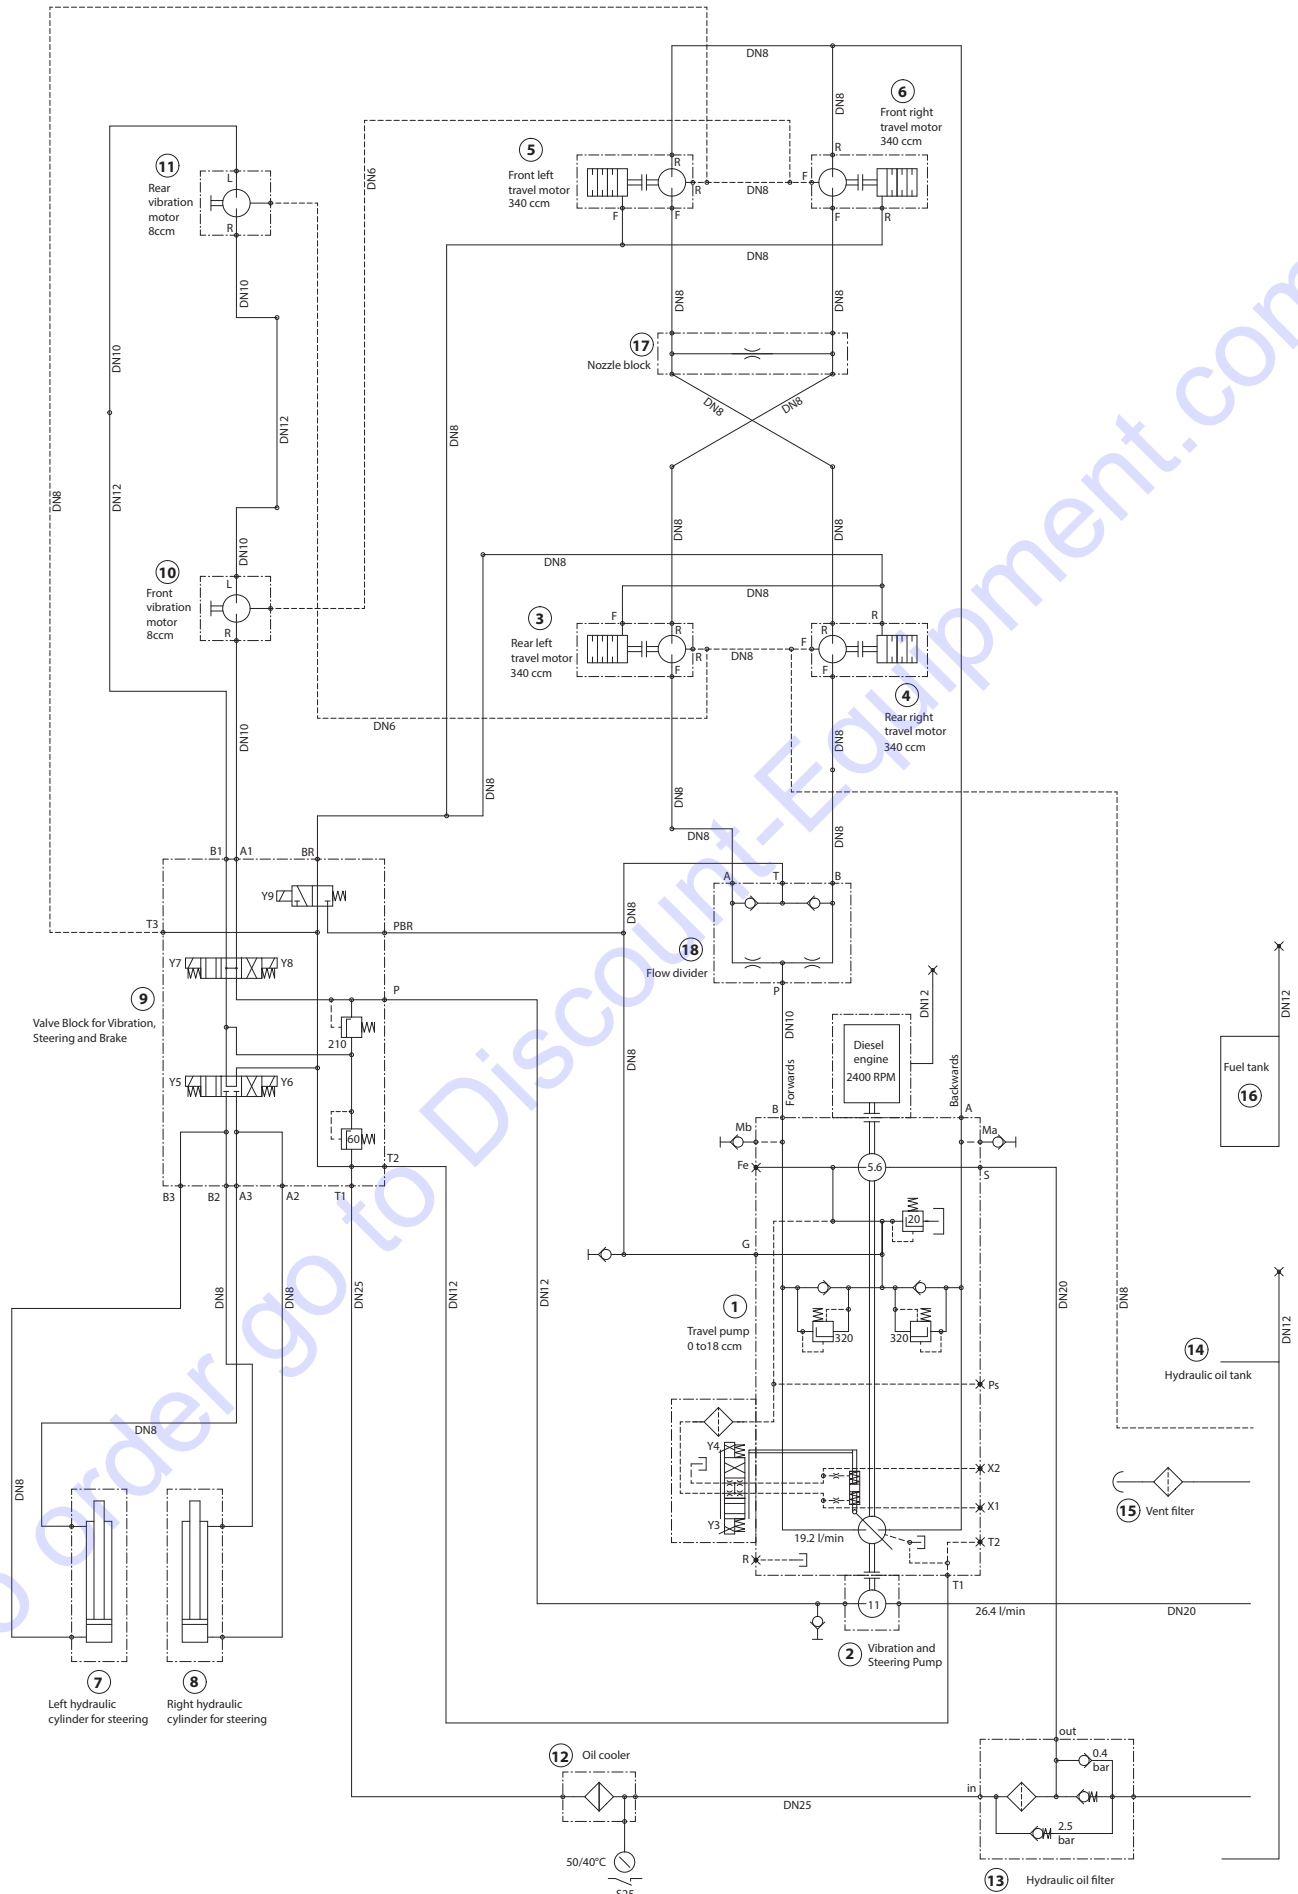 DN8
6
Front right
travel motor
340 ccm
DN8
R
5
Front left
travel motor
340 ccm
R
R
DN8
F
F
F
F
R
DN8
11
Rear
vibration
motor
8ccm
L
R
DN6
DN10
DN10
DN12
DN12
DN8
DN8
DN8
DN8
17
Nozzle block
DN8
DN8
DN8
DN8
DN10
10
Front
vibration
motor
8ccm
L
R
DN8
DN8
3
Rear left
travel motor
340 ccm
F
R
R
F
DN8
F
R
R
F
4
Rear right
travel motor
340 ccm
DN6
DN10
DN8
DN8
DN8
DN8
DN8
B1
A1
BR
Y9
T3
PBR
Y7
Y8
9
Valve Block for Vibration,
Steering and Brake
P
210
Y5
Y6
60
T2
B3
B2
A3
A2
T1
DN8
DN8
DN25
DN12
DN12
DN8
DN8
A
T
B
18
Flow divider
P
DN10
Forwards
Diesel
engine
2400 RPM
DN12
Backwards
B
A
Mb
Ma
Fe
5.6
S
20
G
320
320
1
Travel pump
0 to18 ccm
Ps
Y4
Y3
X2
X1
19.2 l/min
T2
R
T1
11
26.4 l/min
DN20
2
Vibration and
Steering Pump
DN20
DN8
DN12
Fuel tank
16
DN12
14
Hydraulic oil tank
15
Vent filter
DN8
DN8
7
Left hydraulic
cylinder for steering
8
Right hydraulic
cylinder for steering
12
Oil cooler
50/40°C
S25
DN25
out
in
0.4
bar
2.5
bar
13
Hydraulic oil filter
o order go to Discount-Equipment.com